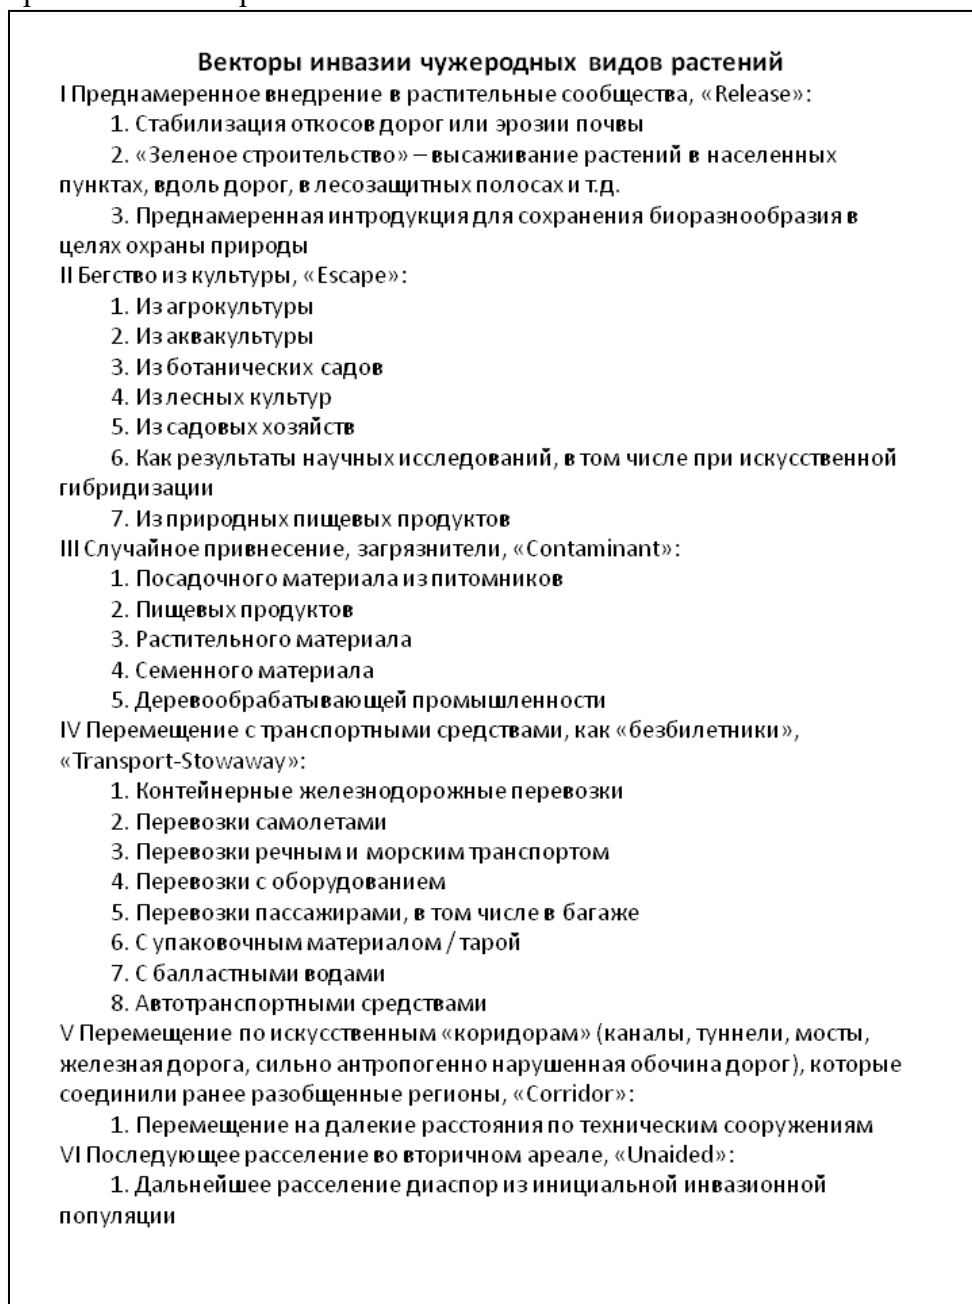 Векторы инвазии чужеродных видов растений
I Преднамеренное внедрение в растительные сообщества, «Release»:
1. Стабилизация откосов дорог или эрозии почвы
2. «Зеленое строительство» – высаживание растений в населенных
пунктах, вдоль дорог, в лесозащитных полосах и т.д.
3. Преднамеренная интродукция для сохранения биоразнообразия в
целях охраны природы
II Бегство из культуры, «Escape»:
1. Из агрокультуры
2. Из аквакультуры
3. Из ботанических садов
4. Из лесных культур
5. Из садовых хозяйств
6. Как результаты научных исследований, в том числе при искусственной
гибридизации
7. Из природных пищевых продуктов
III Случайное привнесение, загрязнители, «Contaminant»:
1. Посадочного материала из питомников
2. Пищевых продуктов
3. Растительного материала
4. Семенного материала
5. Деревообрабатывающей промышленности
IV Перемещение с транспортными средствами, как «безбилетники»,
«Transport-Stowaway»:
1. Контейнерные железнодорожные перевозки
2. Перевозки самолетами
3. Перевозки речным и морским транспортом
4. Перевозки с оборудованием
5. Перевозки пассажирами, в том числе в багаже
6. С упаковочным материалом / тарой
7. С балластными водами
8. Автотранспортными средствами
V Перемещение по искусственным «коридорам» (каналы, туннели, мосты,
железная дорога, сильно антропогенно нарушенная обочина дорог), которые
соединили ранее разобщенные регионы, «Corridor»:
1. Перемещение на далекие расстояния по техническим сооружениям
VI Последующее расселение во вторичном ареале, «Unaided»:
1. Дальнейшее расселение диаспор из инициальной инвазионной
популяции